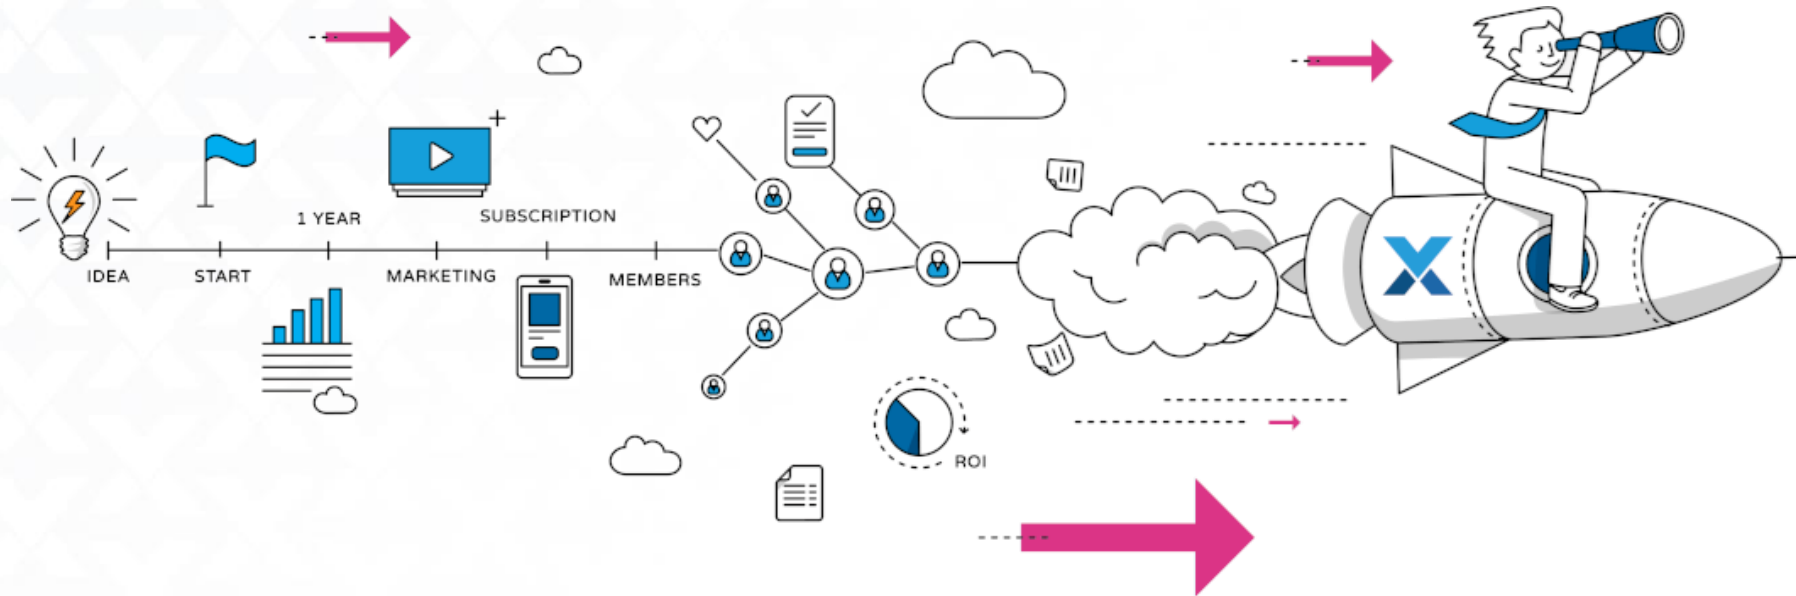 IDEA
START
1 YEAR
MARKETING
SUBSCRIPTION
MEMBERS
ROI